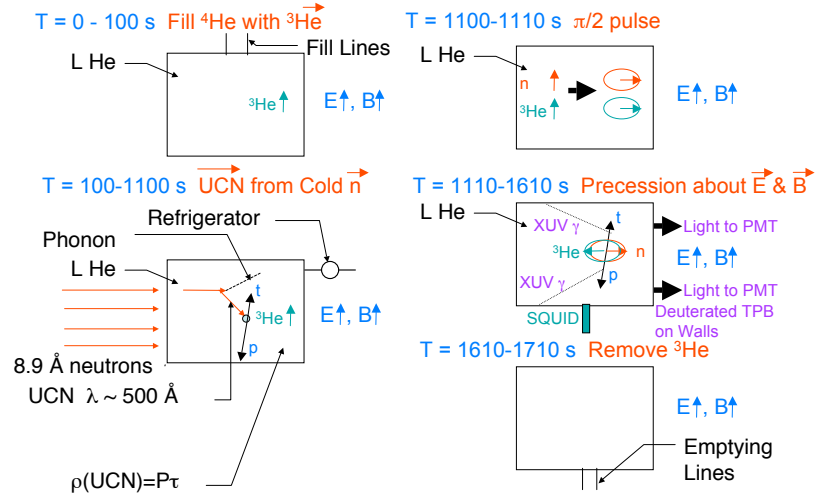 T = 0 - 100 s Fill ⁴He with ³He
Fill Lines
L He
³He
E, B
T = 100-1100 s UCN from Cold n
Refrigerator
Phonon
L He
t
³He
E, B
p
8.9 Å neutrons
UCN λ ~ 500 Å
ρ(UCN)=Pτ
T = 1100-1110 s π/2 pulse
L He
n
³He
E, B
T = 1110-1610 s Precession about E & B
L He
XUV γ
t
Light to PMT
³He
n
E, B
XUV γ
p
Light to PMT
SQUID
Deuterated TPB
on Walls
T = 1610-1710 s Remove ³He
E, B
Emptying
Lines